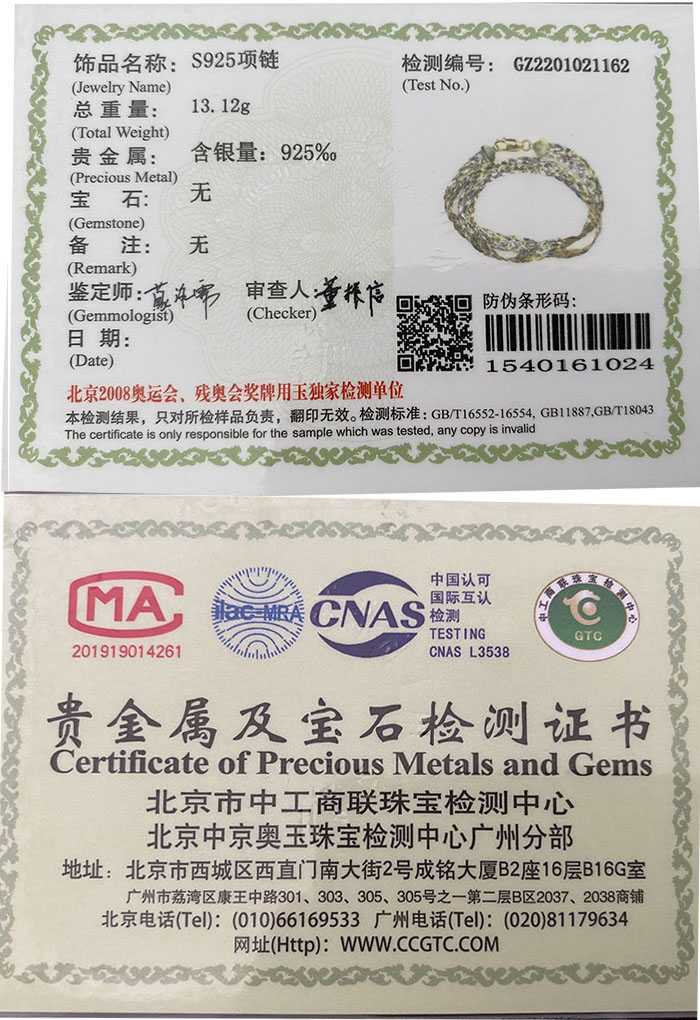 饰品名称：S925项链
(Jewelry Name)
总重量：13.12g
(Total Weight)
贵金属：含银量：925‰
(Precious Metal)
宝石：无
(Gemstone)
备注：无
(Remark)
鉴定师：
(Gemmologist)
审查人：董振信
(Checker)
日期：
(Date)
检测编号：GZ2201021162
(Test No.)
防伪条形码：
1540161024
北京2008奥运会、残奥会奖牌用玉独家检测单位
本检测结果，只对所检样品负责，翻印无效。检测标准：GB/T16552-16554, GB11887,GB/T18043
The certificate is only responsible for the sample which was tested, any copy is invalid
CMA
201919014261
ilac-MRA
CNAS
中国认可
国际互认
检测
TESTING
CNAS L3538
中工商联珠宝检测中心
GTC
贵金属及宝石检测证书
Certificate of Precious Metals and Gems
北京市中工商联珠宝检测中心
北京中京奥玉珠宝检测中心广州分部
地址：北京市西城区西直门南大街2号成铭大厦B2座16层B16G室
广州市荔湾区康王中路301、303、305、305号之一第二层B区2037、2038商铺
北京电话(Tel)：(010)66169533 广州电话(Tel)：(020)81179634
网址(Http)：WWW.CCGTC.COM